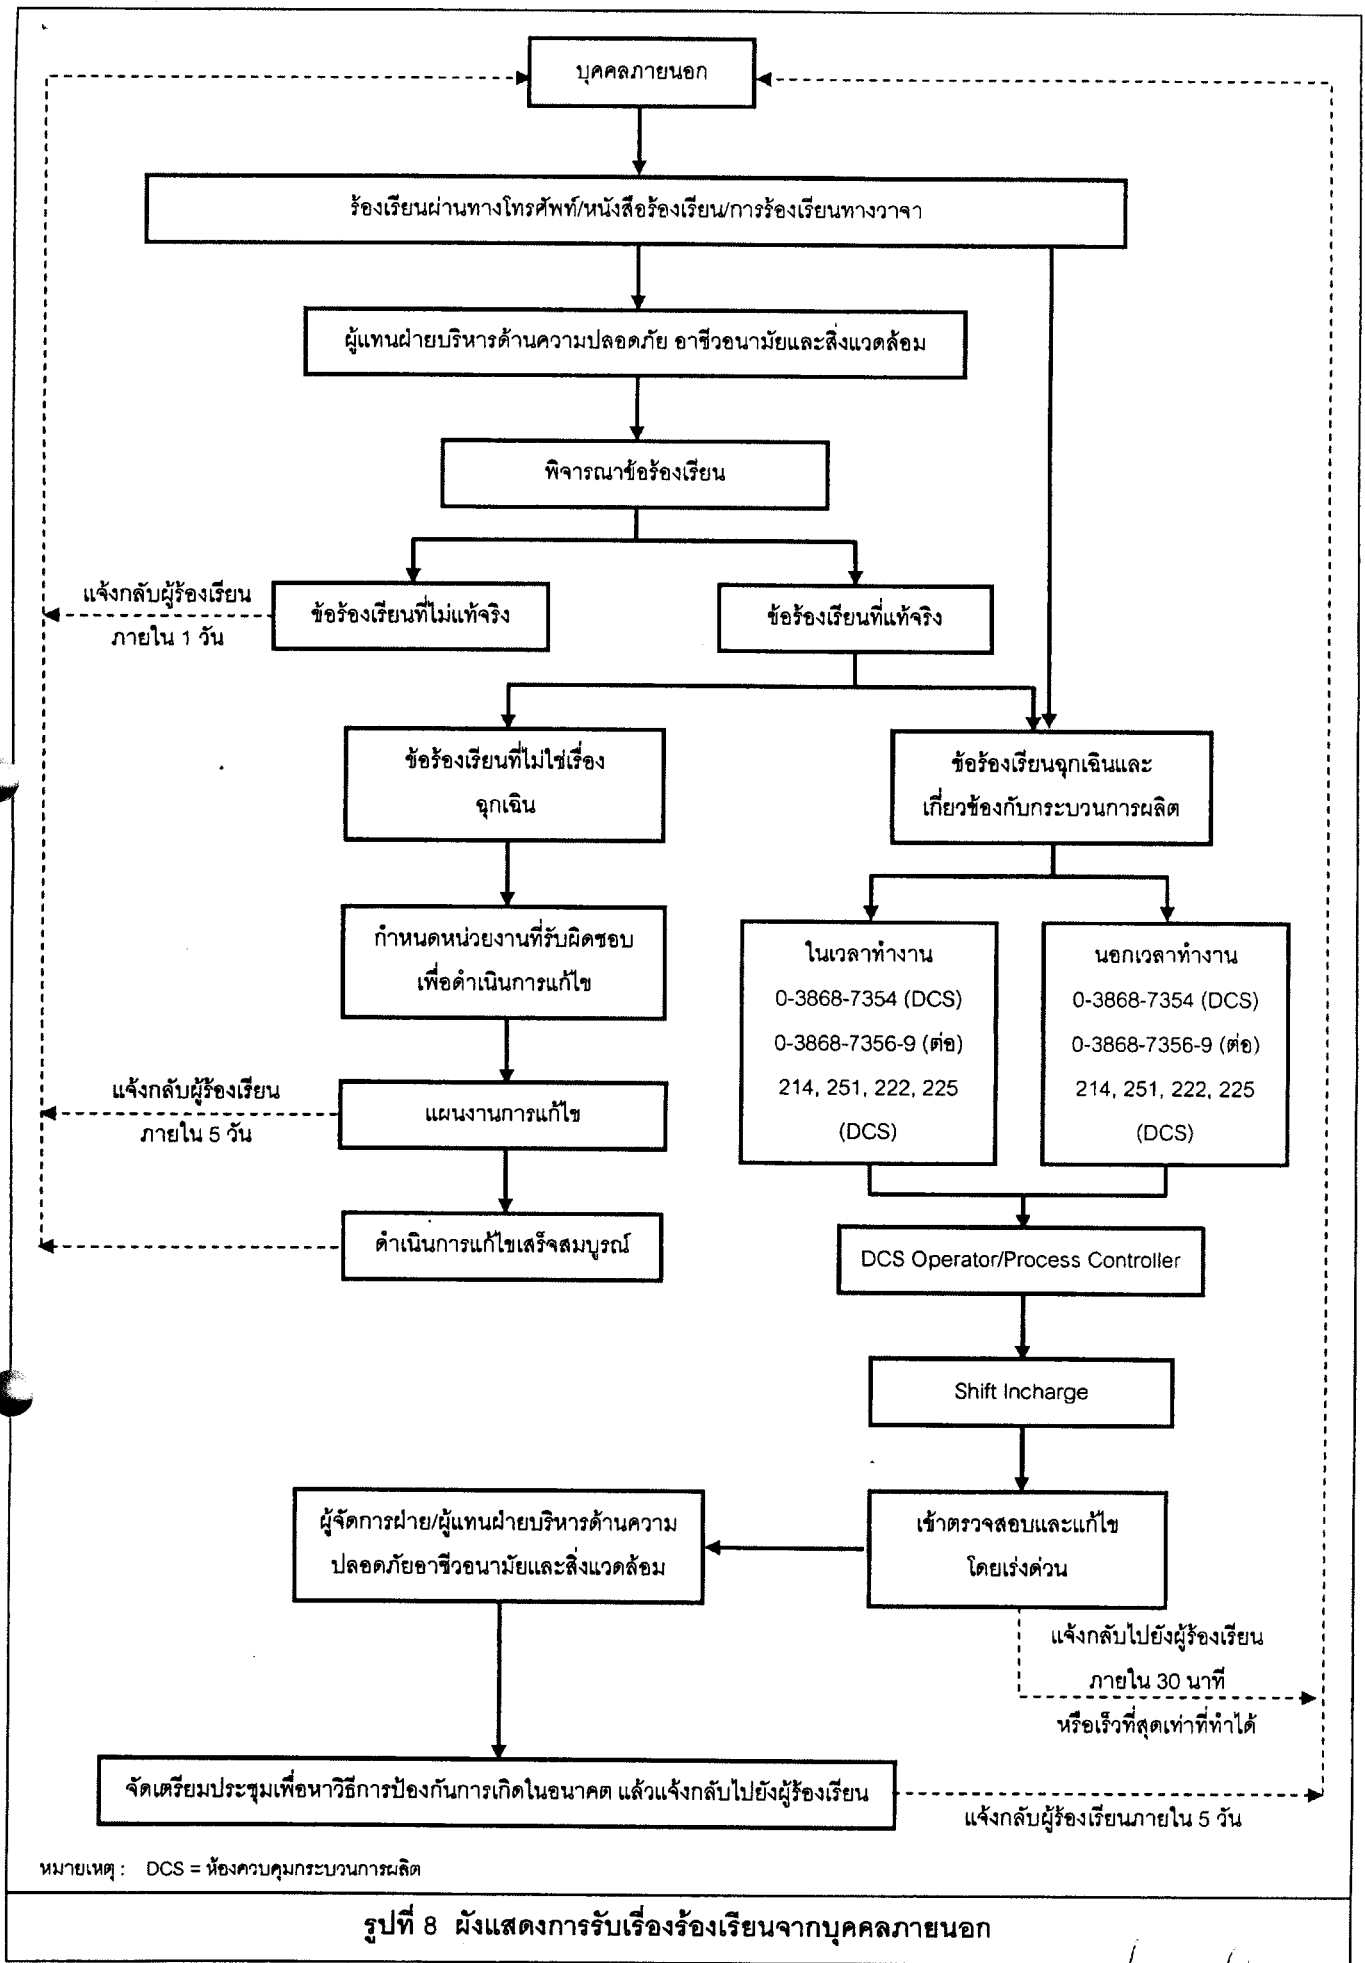 บุคคลภายนอก
ร้องเรียนผ่านทางโทรศัพท์/หนังสือร้องเรียน/การร้องเรียนทางวาจา
ผู้แทนฝ่ายบริหารด้านความปลอดภัย อาชีวอนามัยและสิ่งแวดล้อม
พิจารณาข้อร้องเรียน
แจ้งกลับผู้ร้องเรียน
ภายใน 1 วัน
ข้อร้องเรียนที่ไม่แท้จริง
ข้อร้องเรียนที่แท้จริง
ข้อร้องเรียนที่ไม่ใช่เรื่อง
ฉุกเฉิน
ข้อร้องเรียนฉุกเฉินและ
เกี่ยวข้องกับกระบวนการผลิต
กำหนดหน่วยงานที่รับผิดชอบ
เพื่อดำเนินการแก้ไข
ในเวลาทำงาน
0-3868-7354 (DCS)
0-3868-7356-9 (ต่อ)
214, 251, 222, 225
(DCS)
นอกเวลาทำงาน
0-3868-7354 (DCS)
0-3868-7356-9 (ต่อ)
214, 251, 222, 225
(DCS)
แจ้งกลับผู้ร้องเรียน
ภายใน 5 วัน
แผนงานการแก้ไข
ดำเนินการแก้ไขเสร็จสมบูรณ์
DCS Operator/Process Controller
Shift Incharge
ผู้จัดการฝ่าย/ผู้แทนฝ่ายบริหารด้านความ
ปลอดภัยอาชีวอนามัยและสิ่งแวดล้อม
เข้าตรวจสอบและแก้ไข
โดยเร่งด่วน
แจ้งกลับไปยังผู้ร้องเรียน
ภายใน 30 นาที
หรือเร็วที่สุดเท่าที่ทำได้
จัดเตรียมประชุมเพื่อหาวิธีการป้องกันการเกิดในอนาคต แล้วแจ้งกลับไปยังผู้ร้องเรียน
แจ้งกลับผู้ร้องเรียนภายใน 5 วัน
หมายเหตุ : DCS = ห้องควบคุมกระบวนการผลิต
รูปที่ 8 ผังแสดงการรับเรื่องร้องเรียนจากบุคคลภายนอก